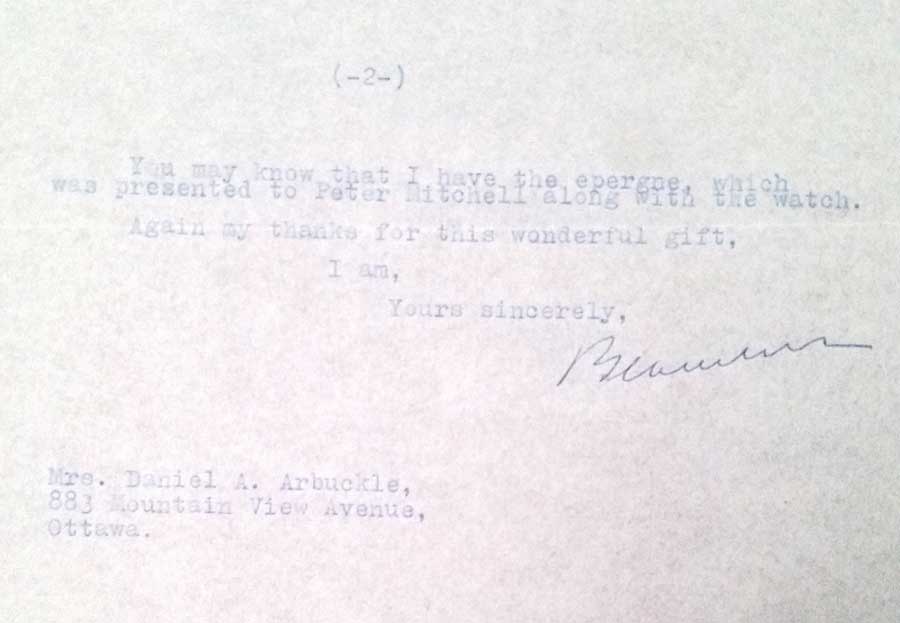 (-2-)
You may know that I have the epergne, which
was presented to Peter Mitchell along with the watch.
Again my thanks for this wonderful gift,
I am,
Yours sincerely,
Mrs. Daniel A. Arbuckle,
883 Mountain View Avenue,
Ottawa.